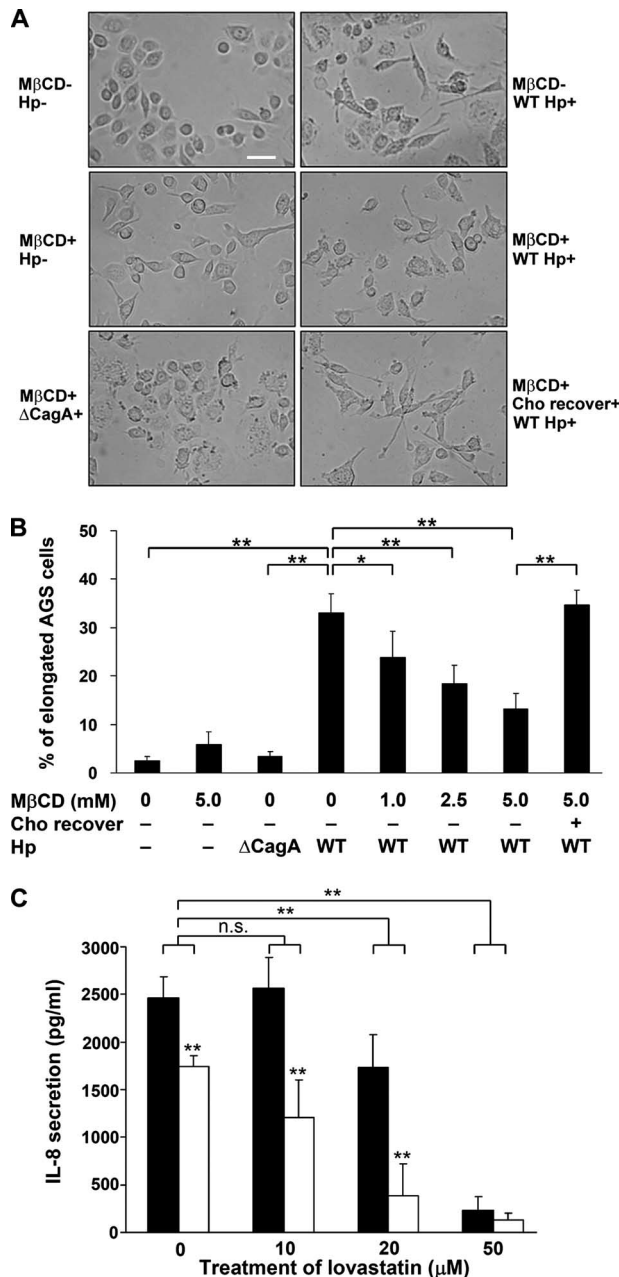 A
MβCD-
Hp-
MβCD-
WT Hp+
MβCD+
Hp-
MβCD+
WT Hp+
MβCD+
ΔCagA+
MβCD+
Cho recover+
WT Hp+
B
% of elongated AGS cells
50
40
30
20
10
0
** ** ** * ** **
MβCD (mM) 0 5.0 0 0 1.0 2.5 5.0 5.0
Cho recover – – – – – – – +
Hp – – ΔCagA WT WT WT WT WT
C
IL-8 secretion (pg/ml)
3000
2500
2000
1500
1000
500
0
**
**
n.s.
** ** **
0 10 20 50
Treatment of lovastatin (μM)